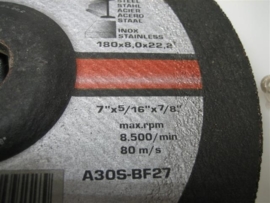 STEEL
STAHL
ACIER
ACERO
STAAL
INOX
STAINLESS
180x8,0x22,2
7"x5/16"x7/8"
max.rpm
8.500/min
80 m/s
A30S-BF27